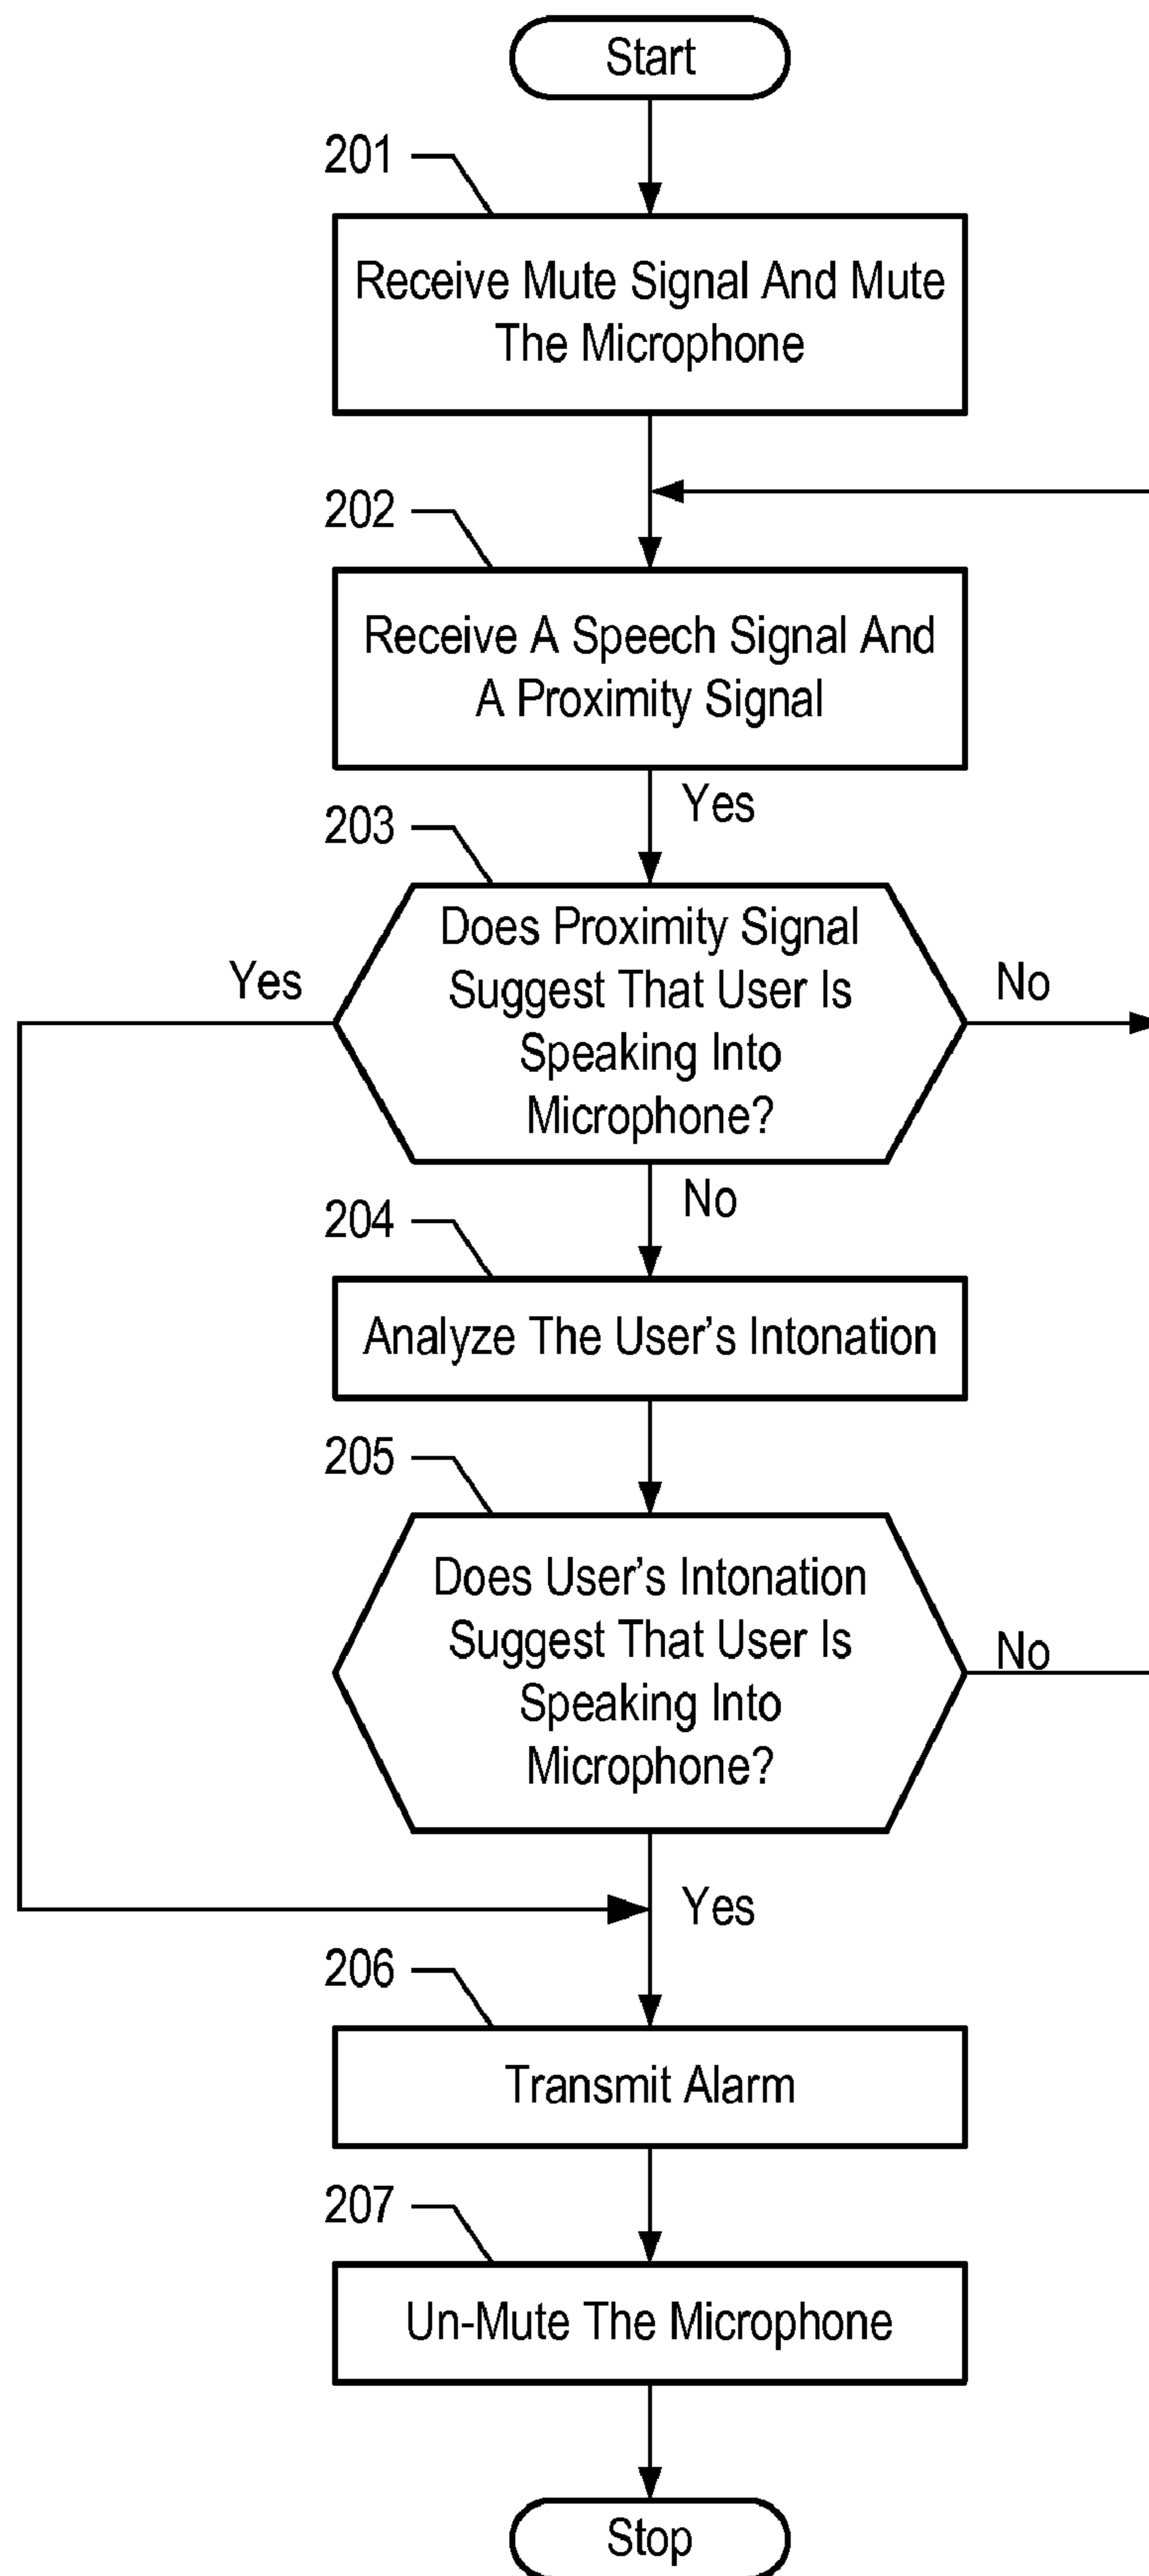 Start
201
Receive Mute Signal And Mute
The Microphone
202
Receive A Speech Signal And
A Proximity Signal
Yes
203
Does Proximity Signal
Suggest That User Is
Speaking Into
Microphone?
Yes
No
No
204
Analyze The User's Intonation
205
Does User's Intonation
Suggest That User Is
Speaking Into
Microphone?
No
Yes
206
Transmit Alarm
207
Un-Mute The Microphone
Stop